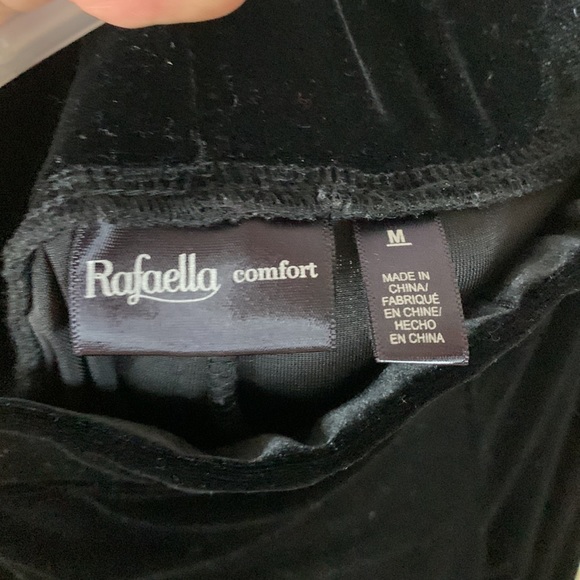 Rafaella comfort
M
MADE IN
CHINA/
FABRIQUÉ
EN CHINE/
HECHO
EN CHINA